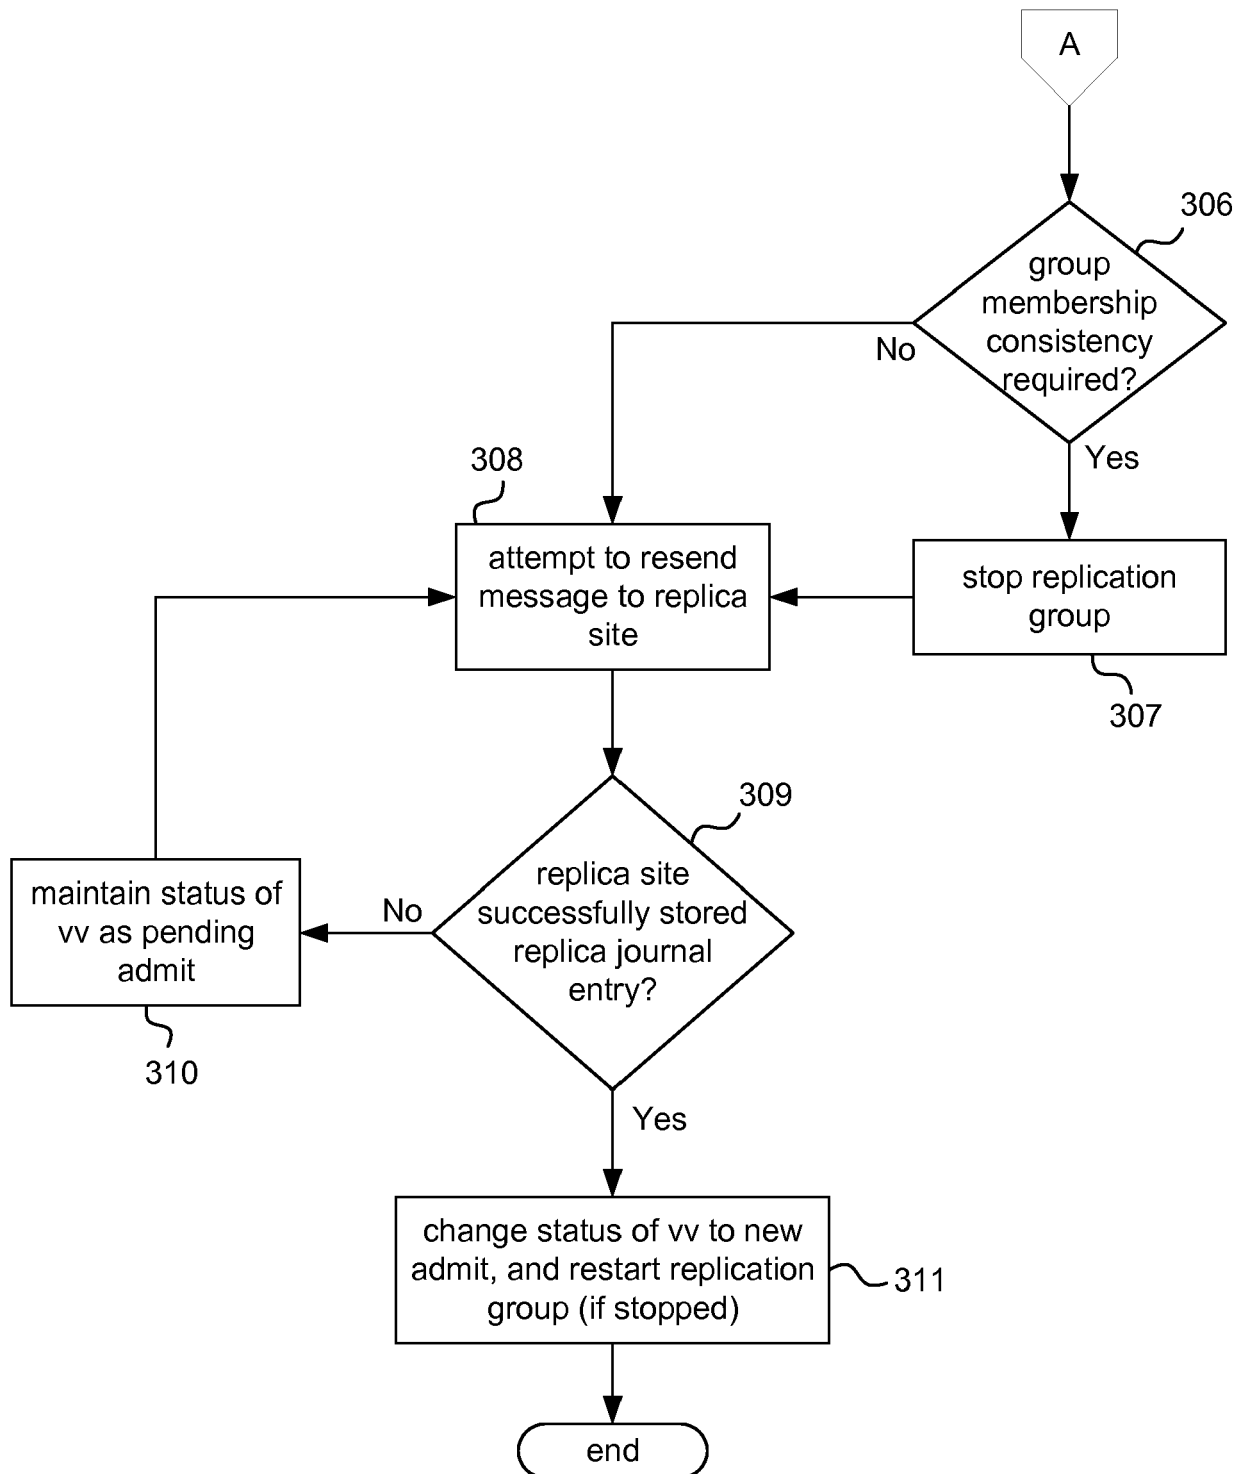 A
306
group
membership
consistency
required?
No
Yes
308
attempt to resend
message to replica
site
stop replication
group
307
309
replica site
successfully stored
replica journal
entry?
No
maintain status of
vv as pending
admit
310
Yes
change status of vv to new
admit, and restart replication
group (if stopped)
311
end